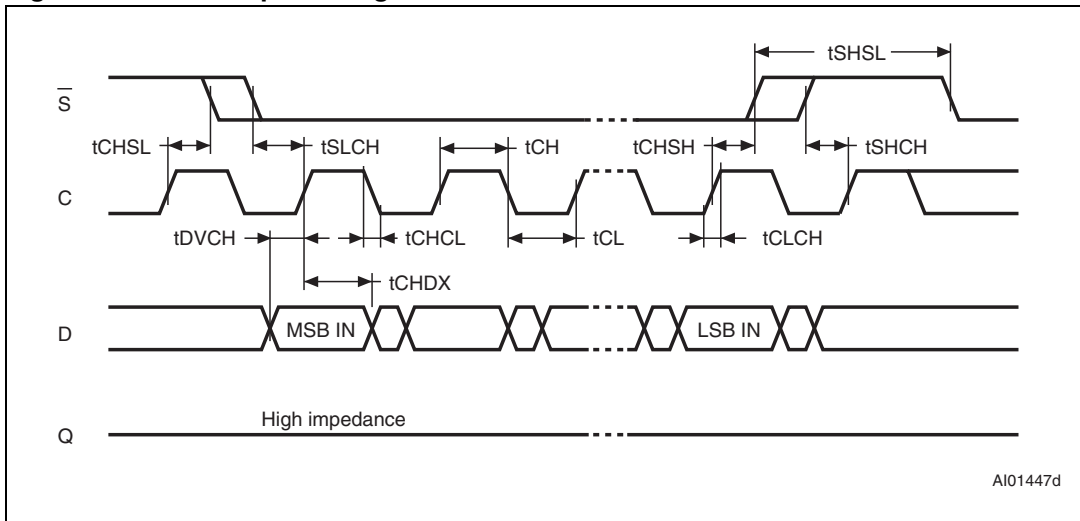 tSHSL
S
tCHSL
tSLCH
tCH
tCHSH
tSHCH
C
tDVCH
tCHCL
tCL
tCLCH
tCHDX
D
MSB IN
LSB IN
High impedance
Q
AI01447d